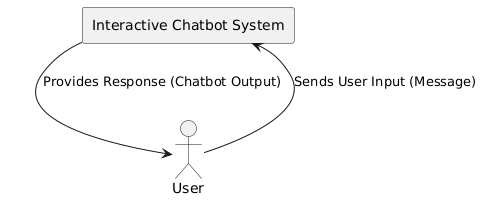 Interactive Chatbot System
Provides Response (Chatbot Output)
Sends User Input (Message)
User